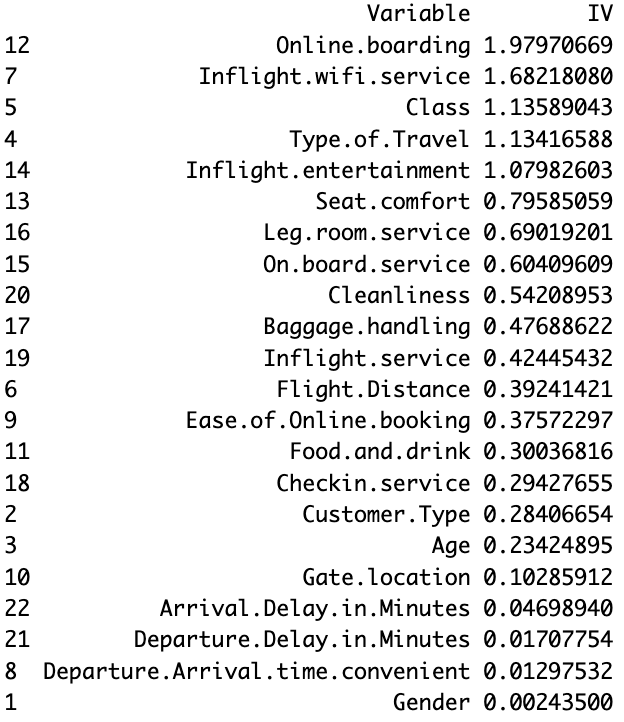 Variable IV
12 Online.boarding 1.97970669
7 Inflight.wifi.service 1.68218080
5 Class 1.13589043
4 Type.of.Travel 1.13416588
14 Inflight.entertainment 1.07982603
13 Seat.comfort 0.79585059
16 Leg.room.service 0.69019201
15 On.board.service 0.60409609
20 Cleanliness 0.54208953
17 Baggage.handling 0.47688622
19 Inflight.service 0.42445432
6 Flight.Distance 0.39241421
9 Ease.of.Online.booking 0.37572297
11 Food.and.drink 0.30036816
18 Checkin.service 0.29427655
2 Customer.Type 0.28406654
3 Age 0.23424895
10 Gate.location 0.10285912
22 Arrival.Delay.in.Minutes 0.04698940
21 Departure.Delay.in.Minutes 0.01707754
8 Departure.Arrival.time.convenient 0.01297532
1 Gender 0.00243500